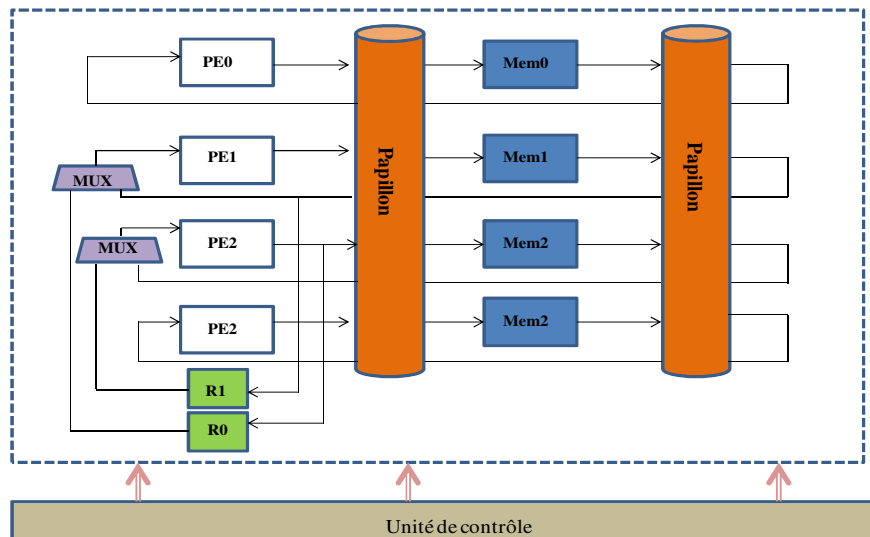 PE0
Mem0
PE1
Mem1
MUX
Papillon
Papillon
PE2
Mem2
MUX
PE2
Mem2
R1
R0
Unité de contrôle